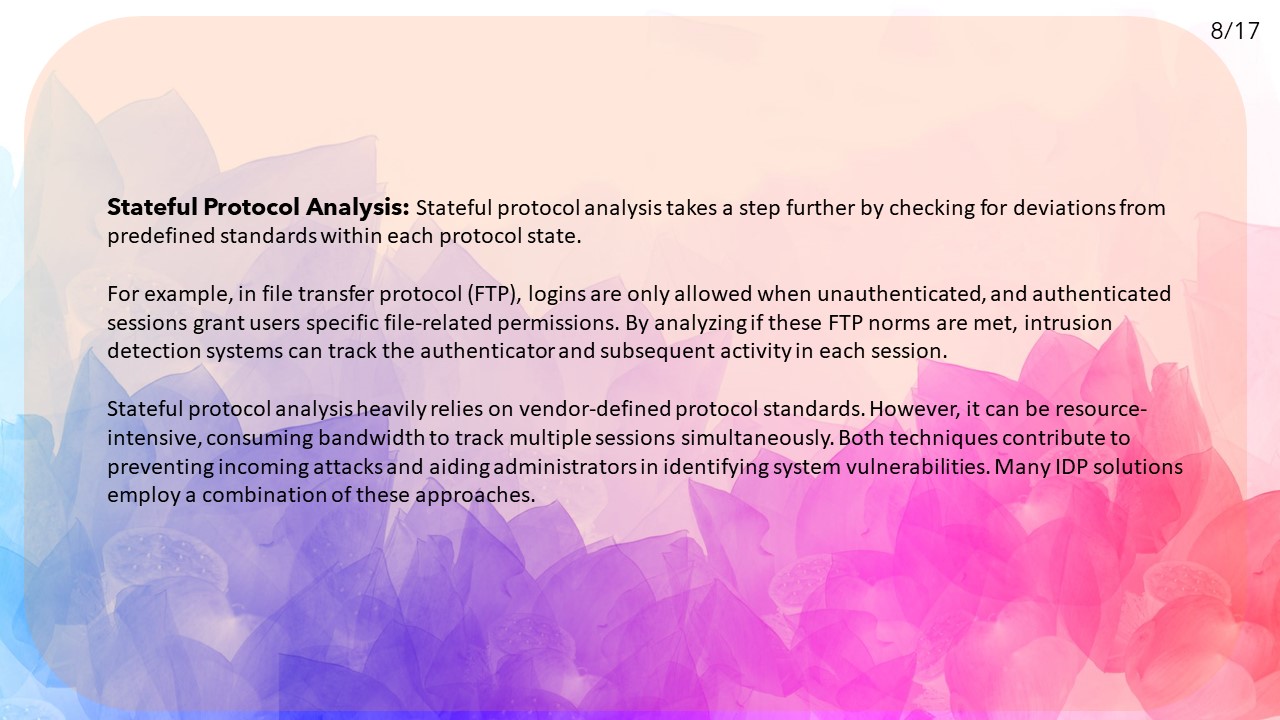 8/17
Stateful Protocol Analysis: Stateful protocol analysis takes a step further by checking for deviations from
predefined standards within each protocol state.
For example, in file transfer protocol (FTP), logins are only allowed when unauthenticated, and authenticated
sessions grant users specific file-related permissions. By analyzing if these FTP norms are met, intrusion
detection systems can track the authenticator and subsequent activity in each session.
Stateful protocol analysis heavily relies on vendor-defined protocol standards. However, it can be resource-
intensive, consuming bandwidth to track multiple sessions simultaneously. Both techniques contribute to
preventing incoming attacks and aiding administrators in identifying system vulnerabilities. Many IDP solutions
employ a combination of these approaches.